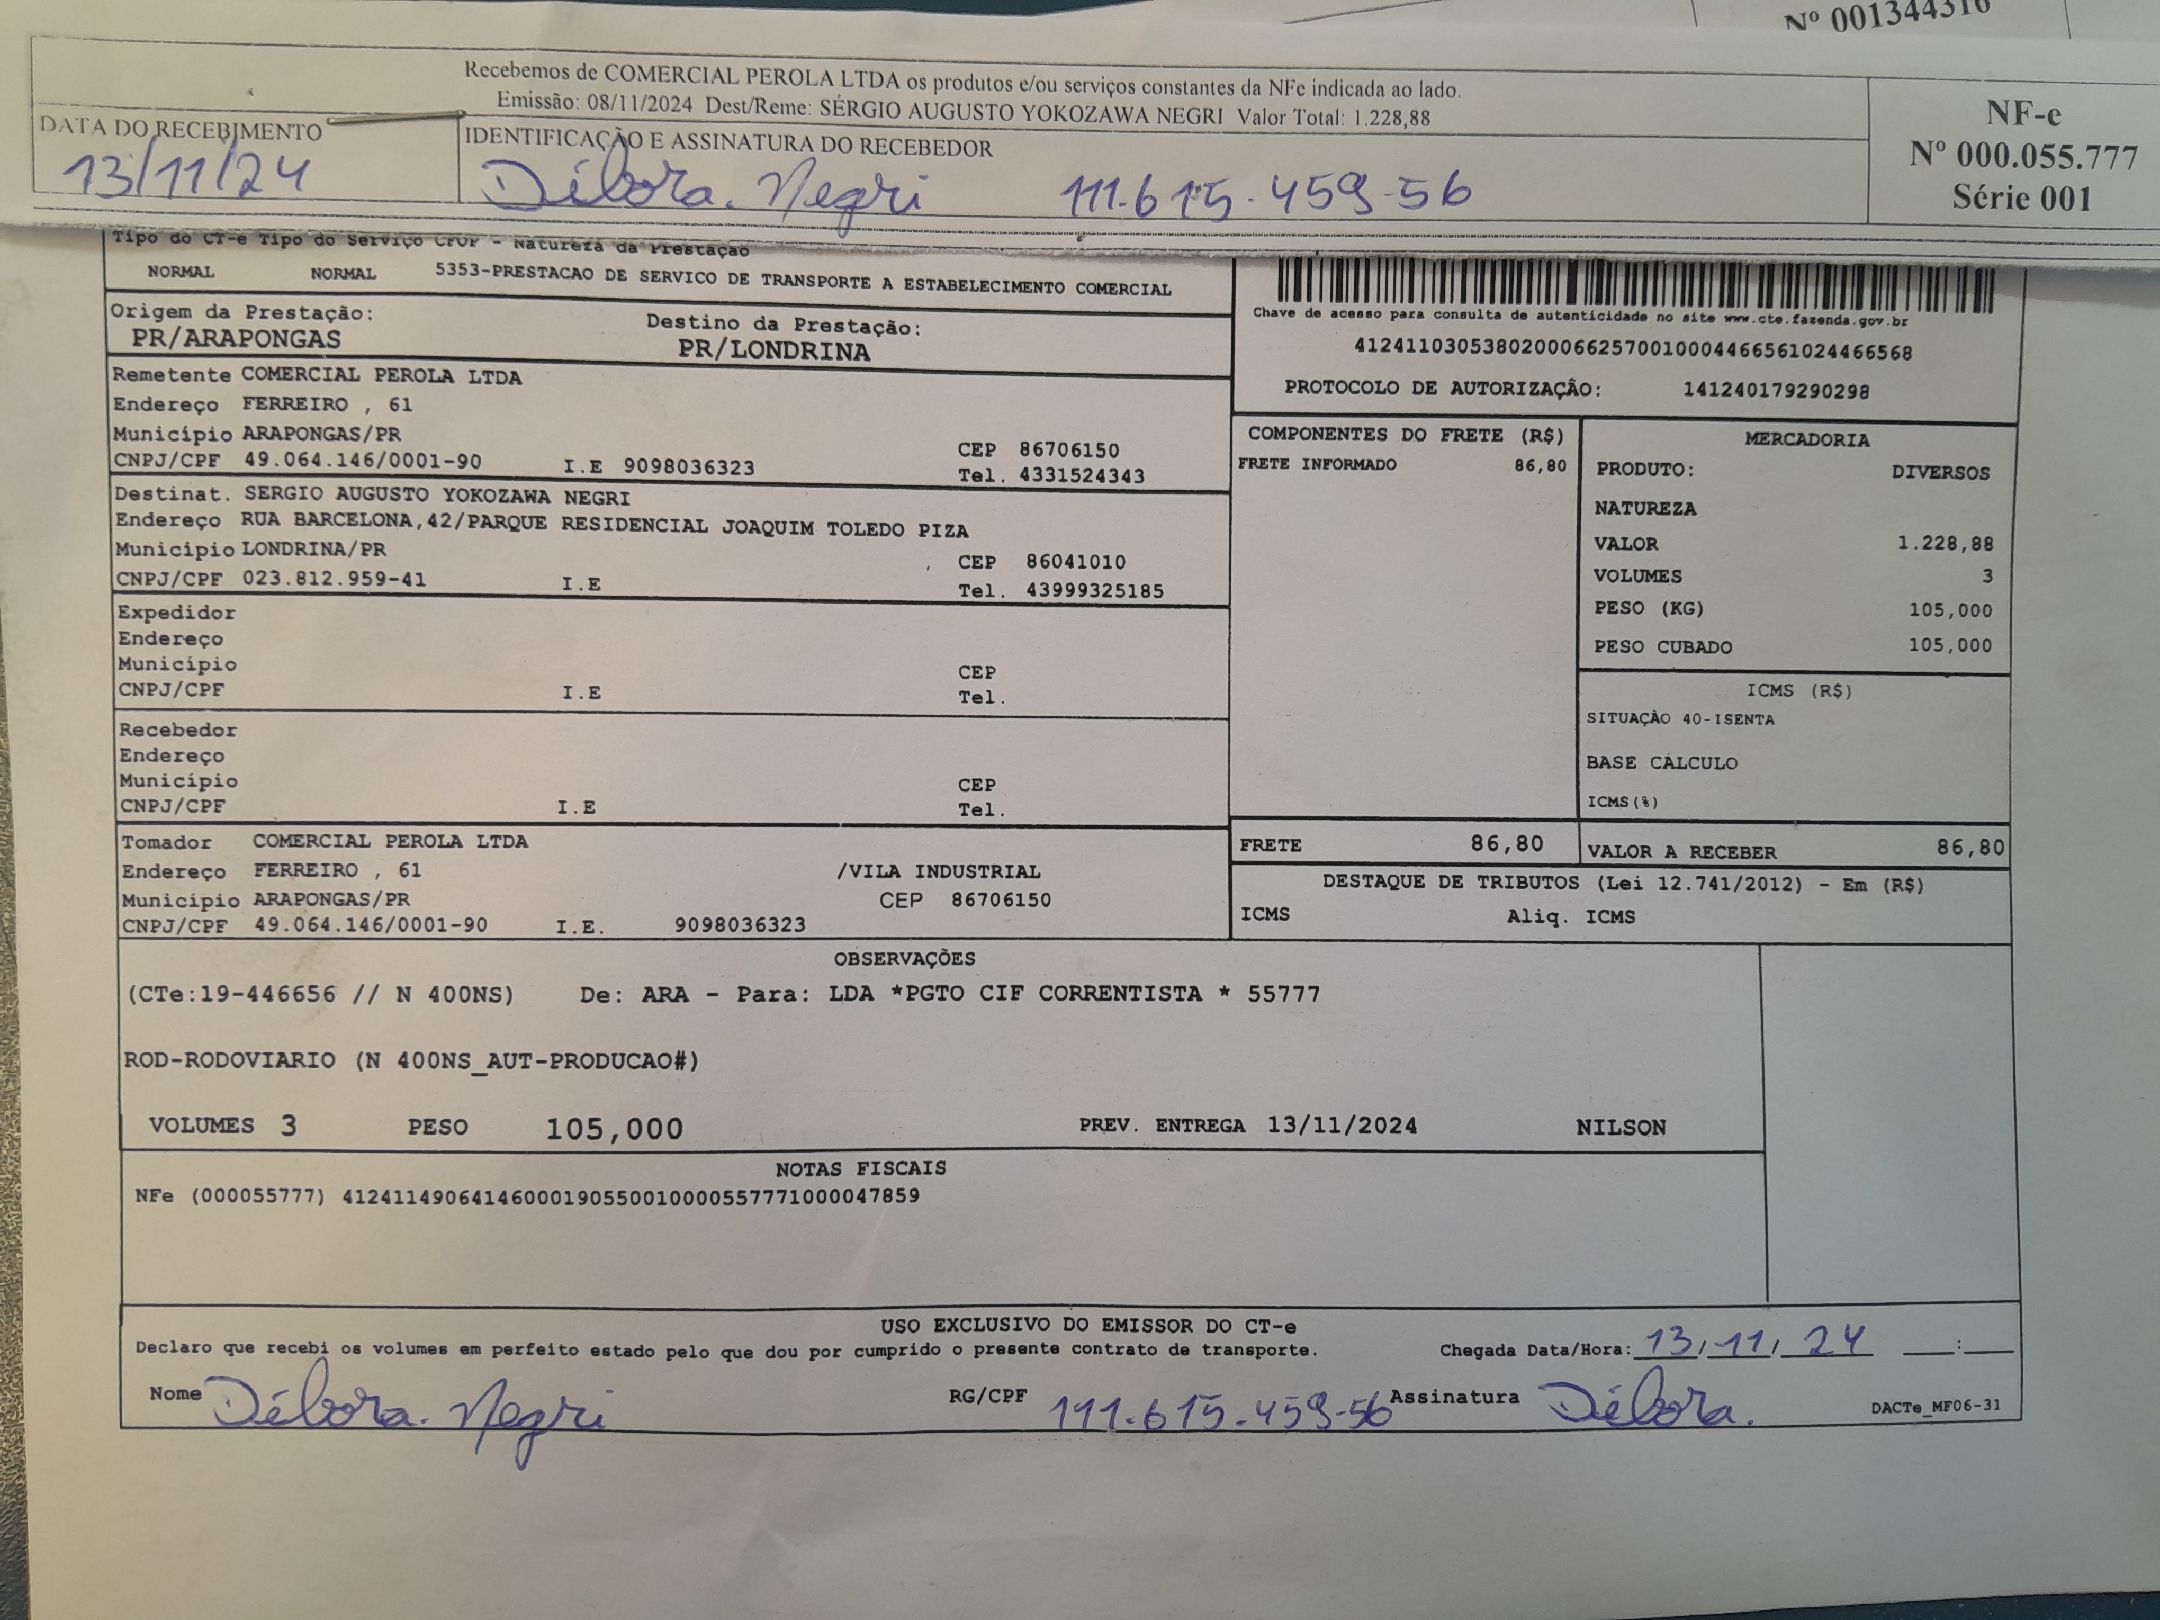 Nº 001344316
Recebemos de COMERCIAL PEROLA LTDA os produtos e/ou serviços constantes da NFe indicada ao lado.
Emissão: 08/11/2024 Dest/Reme: SÉRGIO AUGUSTO YOKOZAWA NEGRI Valor Total: 1.228,88
DATA DO RECEBIMENTO
13/11/24
IDENTIFICAÇÃO E ASSINATURA DO RECEBEDOR
Débora. Negri 111.615.459-56
NF-e
Nº 000.055.777
Série 001
Tipo do CT-e Tipo do Serviço CFOP - Natureza da Prestação
NORMAL NORMAL 5353-PRESTACAO DE SERVICO DE TRANSPORTE A ESTABELECIMENTO COMERCIAL
Origem da Prestação: Destino da Prestação:
PR/ARAPONGAS PR/LONDRINA
Chave de acesso para consulta de autenticidade no site www.cte.fazenda.gov.br
41241103053802000662570010004466561024466568
PROTOCOLO DE AUTORIZAÇÃO: 141240179290298
Remetente COMERCIAL PEROLA LTDA
Endereço FERREIRO , 61
Município ARAPONGAS/PR CEP 86706150
CNPJ/CPF 49.064.146/0001-90 I.E 9098036323 Tel. 4331524343
Destinat. SERGIO AUGUSTO YOKOZAWA NEGRI
Endereço RUA BARCELONA,42/PARQUE RESIDENCIAL JOAQUIM TOLEDO PIZA
Município LONDRINA/PR CEP 86041010
CNPJ/CPF 023.812.959-41 I.E Tel. 43999325185
Expedidor
Endereço
Município CEP
CNPJ/CPF I.E Tel.
Recebedor
Endereço
Município CEP
CNPJ/CPF I.E Tel.
Tomador COMERCIAL PEROLA LTDA
Endereço FERREIRO , 61 /VILA INDUSTRIAL
Município ARAPONGAS/PR CEP 86706150
CNPJ/CPF 49.064.146/0001-90 I.E. 9098036323
COMPONENTES DO FRETE (R$)
FRETE INFORMADO 86,80
MERCADORIA
PRODUTO: DIVERSOS
NATUREZA
VALOR 1.228,88
VOLUMES 3
PESO (KG) 105,000
PESO CUBADO 105,000
ICMS (R$)
SITUAÇÃO 40-ISENTA
BASE CÁLCULO
ICMS(%)
FRETE 86,80 VALOR A RECEBER 86,80
DESTAQUE DE TRIBUTOS (Lei 12.741/2012) - Em (R$)
ICMS Aliq. ICMS
OBSERVAÇÕES
(CTe:19-446656 // N 400NS) De: ARA - Para: LDA *PGTO CIF CORRENTISTA * 55777
ROD-RODOVIARIO (N 400NS_AUT-PRODUCAO#)
VOLUMES 3 PESO 105,000 PREV. ENTREGA 13/11/2024 NILSON
NOTAS FISCAIS
NFe (000055777) 41241149064146000190550010000557771000047859
USO EXCLUSIVO DO EMISSOR DO CT-e
Declaro que recebi os volumes em perfeito estado pelo que dou por cumprido o presente contrato de transporte. Chegada Data/Hora: 13/11/24 __:__
Nome Débora. Negri RG/CPF 111.615.459-56 Assinatura Débora. DACTe_MF06-31